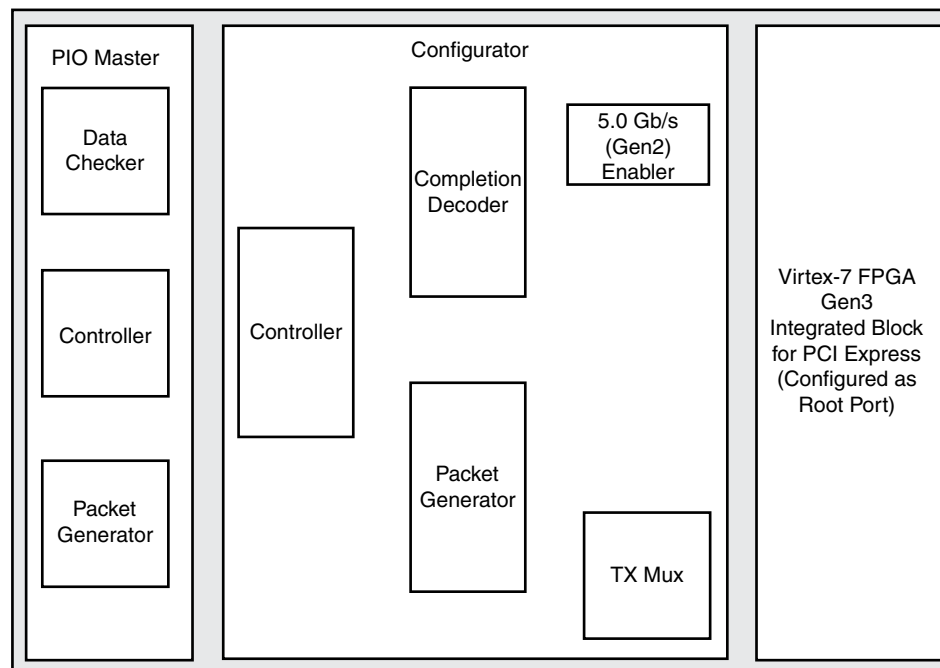 PIO Master
Data
Checker
Controller
Packet
Generator
Configurator
Controller
Completion
Decoder
Packet
Generator
5.0 Gb/s
(Gen2)
Enabler
TX Mux
Virtex-7 FPGA
Gen3
Integrated Block
for PCI Express
(Configured as
Root Port)